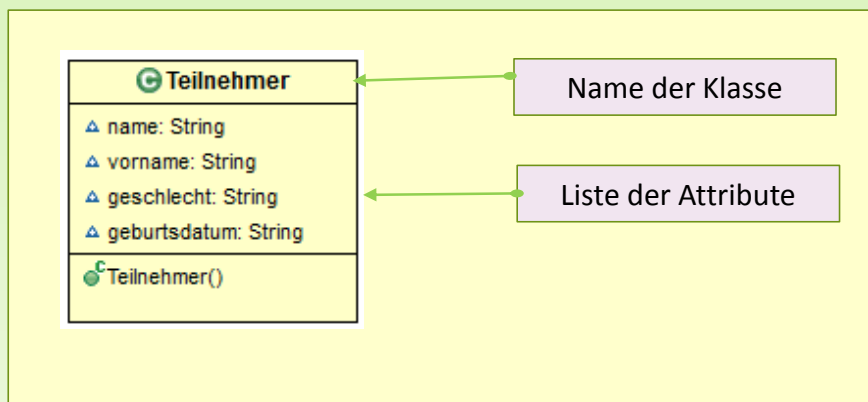 Teilnehmer
name: String
vorname: String
geschlecht: String
geburtsdatum: String
Teilnehmer()
Name der Klasse
Liste der Attribute